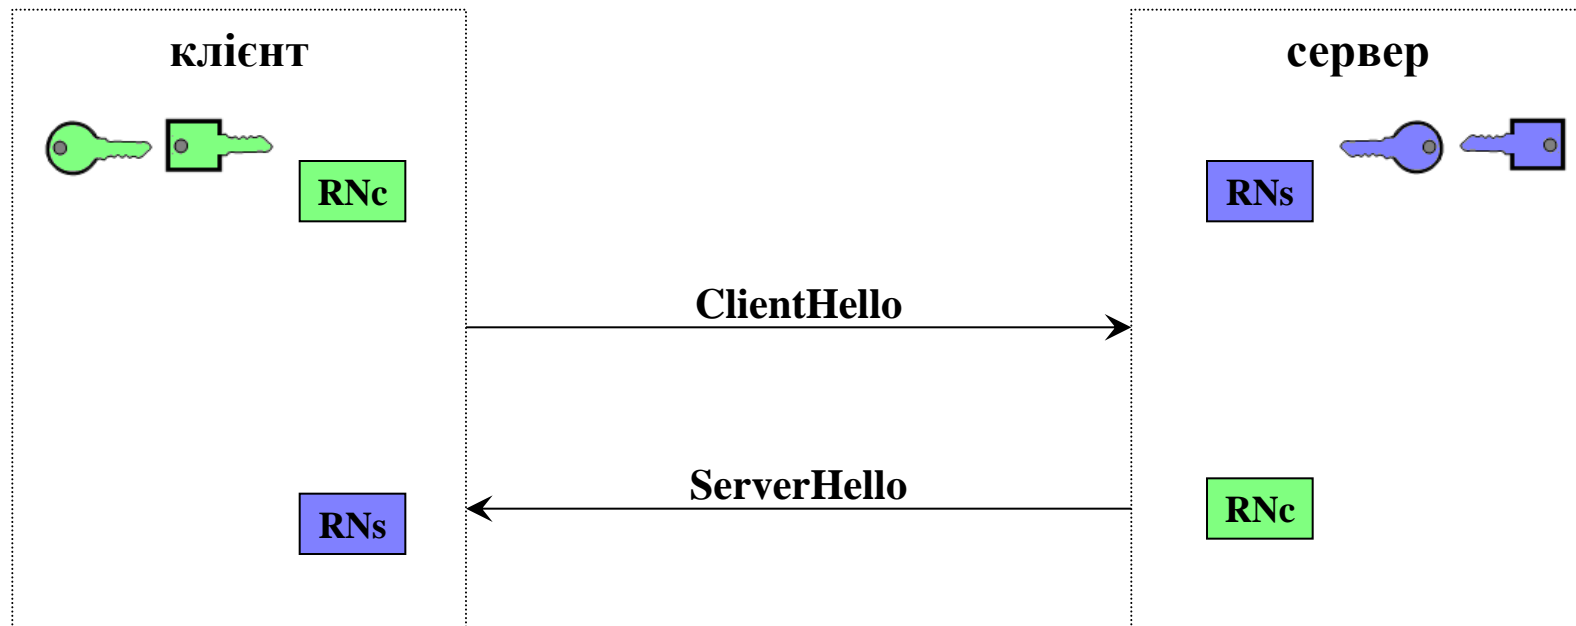 клієнт
сервер
RNc
RNs
ClientHello
ServerHello
RNs
RNc